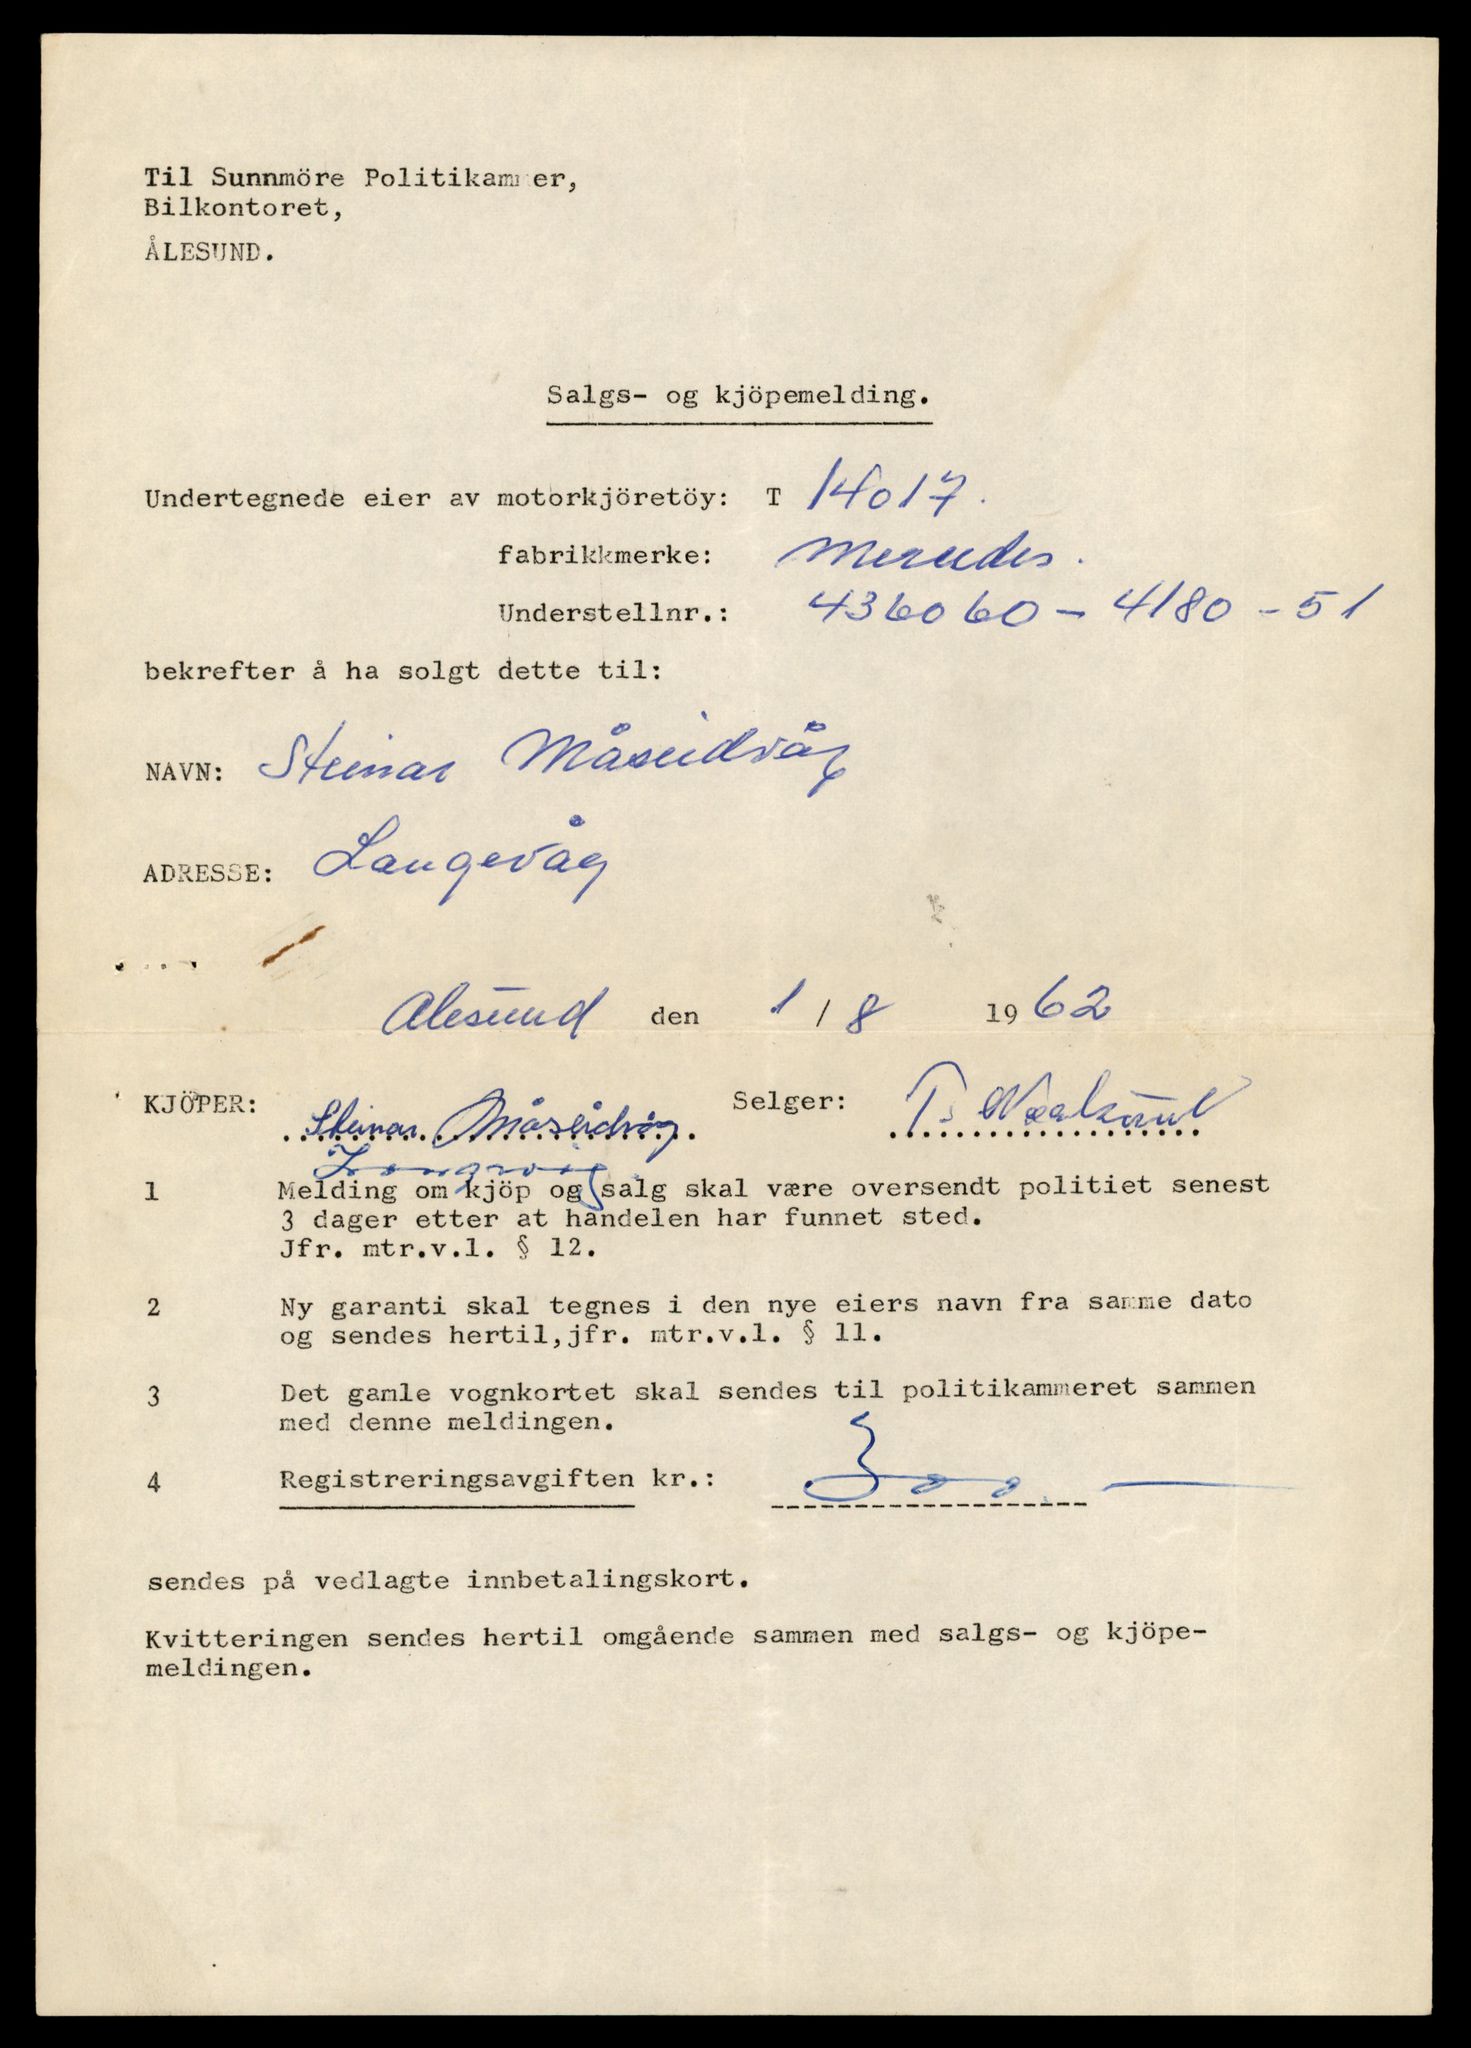 Til Sunnmöre Politikammer,
Bilkontoret,
ÅLESUND.
Salgs- og kjöpemelding.
Undertegnede eier av motorkjöretöy: T 14017.
fabrikkmerke: Mercedes.
Understellnr.: 436060 - 4180 - 51
bekrefter å ha solgt dette til:
NAVN: Steinar Måseidvåg
ADRESSE: Langevåg
Ålesund den 1/8 1962
KJÖPER: Steinar Måseidvåg Selger: T.
Langevåg
1 Melding om kjöp og salg skal være oversendt politiet senest
3 dager etter at handelen har funnet sted.
Jfr. mtr.v.l. § 12.
2 Ny garanti skal tegnes i den nye eiers navn fra samme dato
og sendes hertil,jfr. mtr.v.l. § 11.
3 Det gamle vognkortet skal sendes til politikammeret sammen
med denne meldingen.
4 Registreringsavgiften kr.: 300 —
sendes på vedlagte innbetalingskort.
Kvitteringen sendes hertil omgående sammen med salgs- og kjöpe-
meldingen.